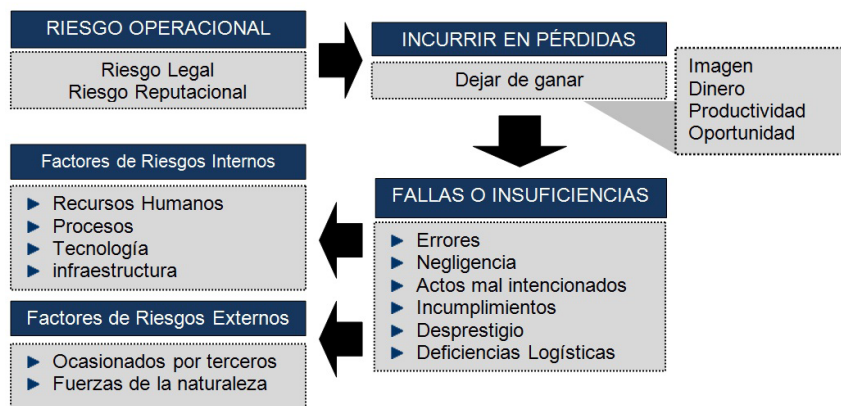 RIESGO OPERACIONAL
Riesgo Legal
Riesgo Reputacional
INCURRIR EN PÉRDIDAS
Dejar de ganar
Imagen
Dinero
Productividad
Oportunidad
FALLAS O INSUFICIENCIAS
Errores
Negligencia
Actos mal intencionados
Incumplimientos
Desprestigio
Deficiencias Logísticas
Factores de Riesgos Internos
Recursos Humanos
Procesos
Tecnología
infraestructura
Factores de Riesgos Externos
Ocasionados por terceros
Fuerzas de la naturaleza